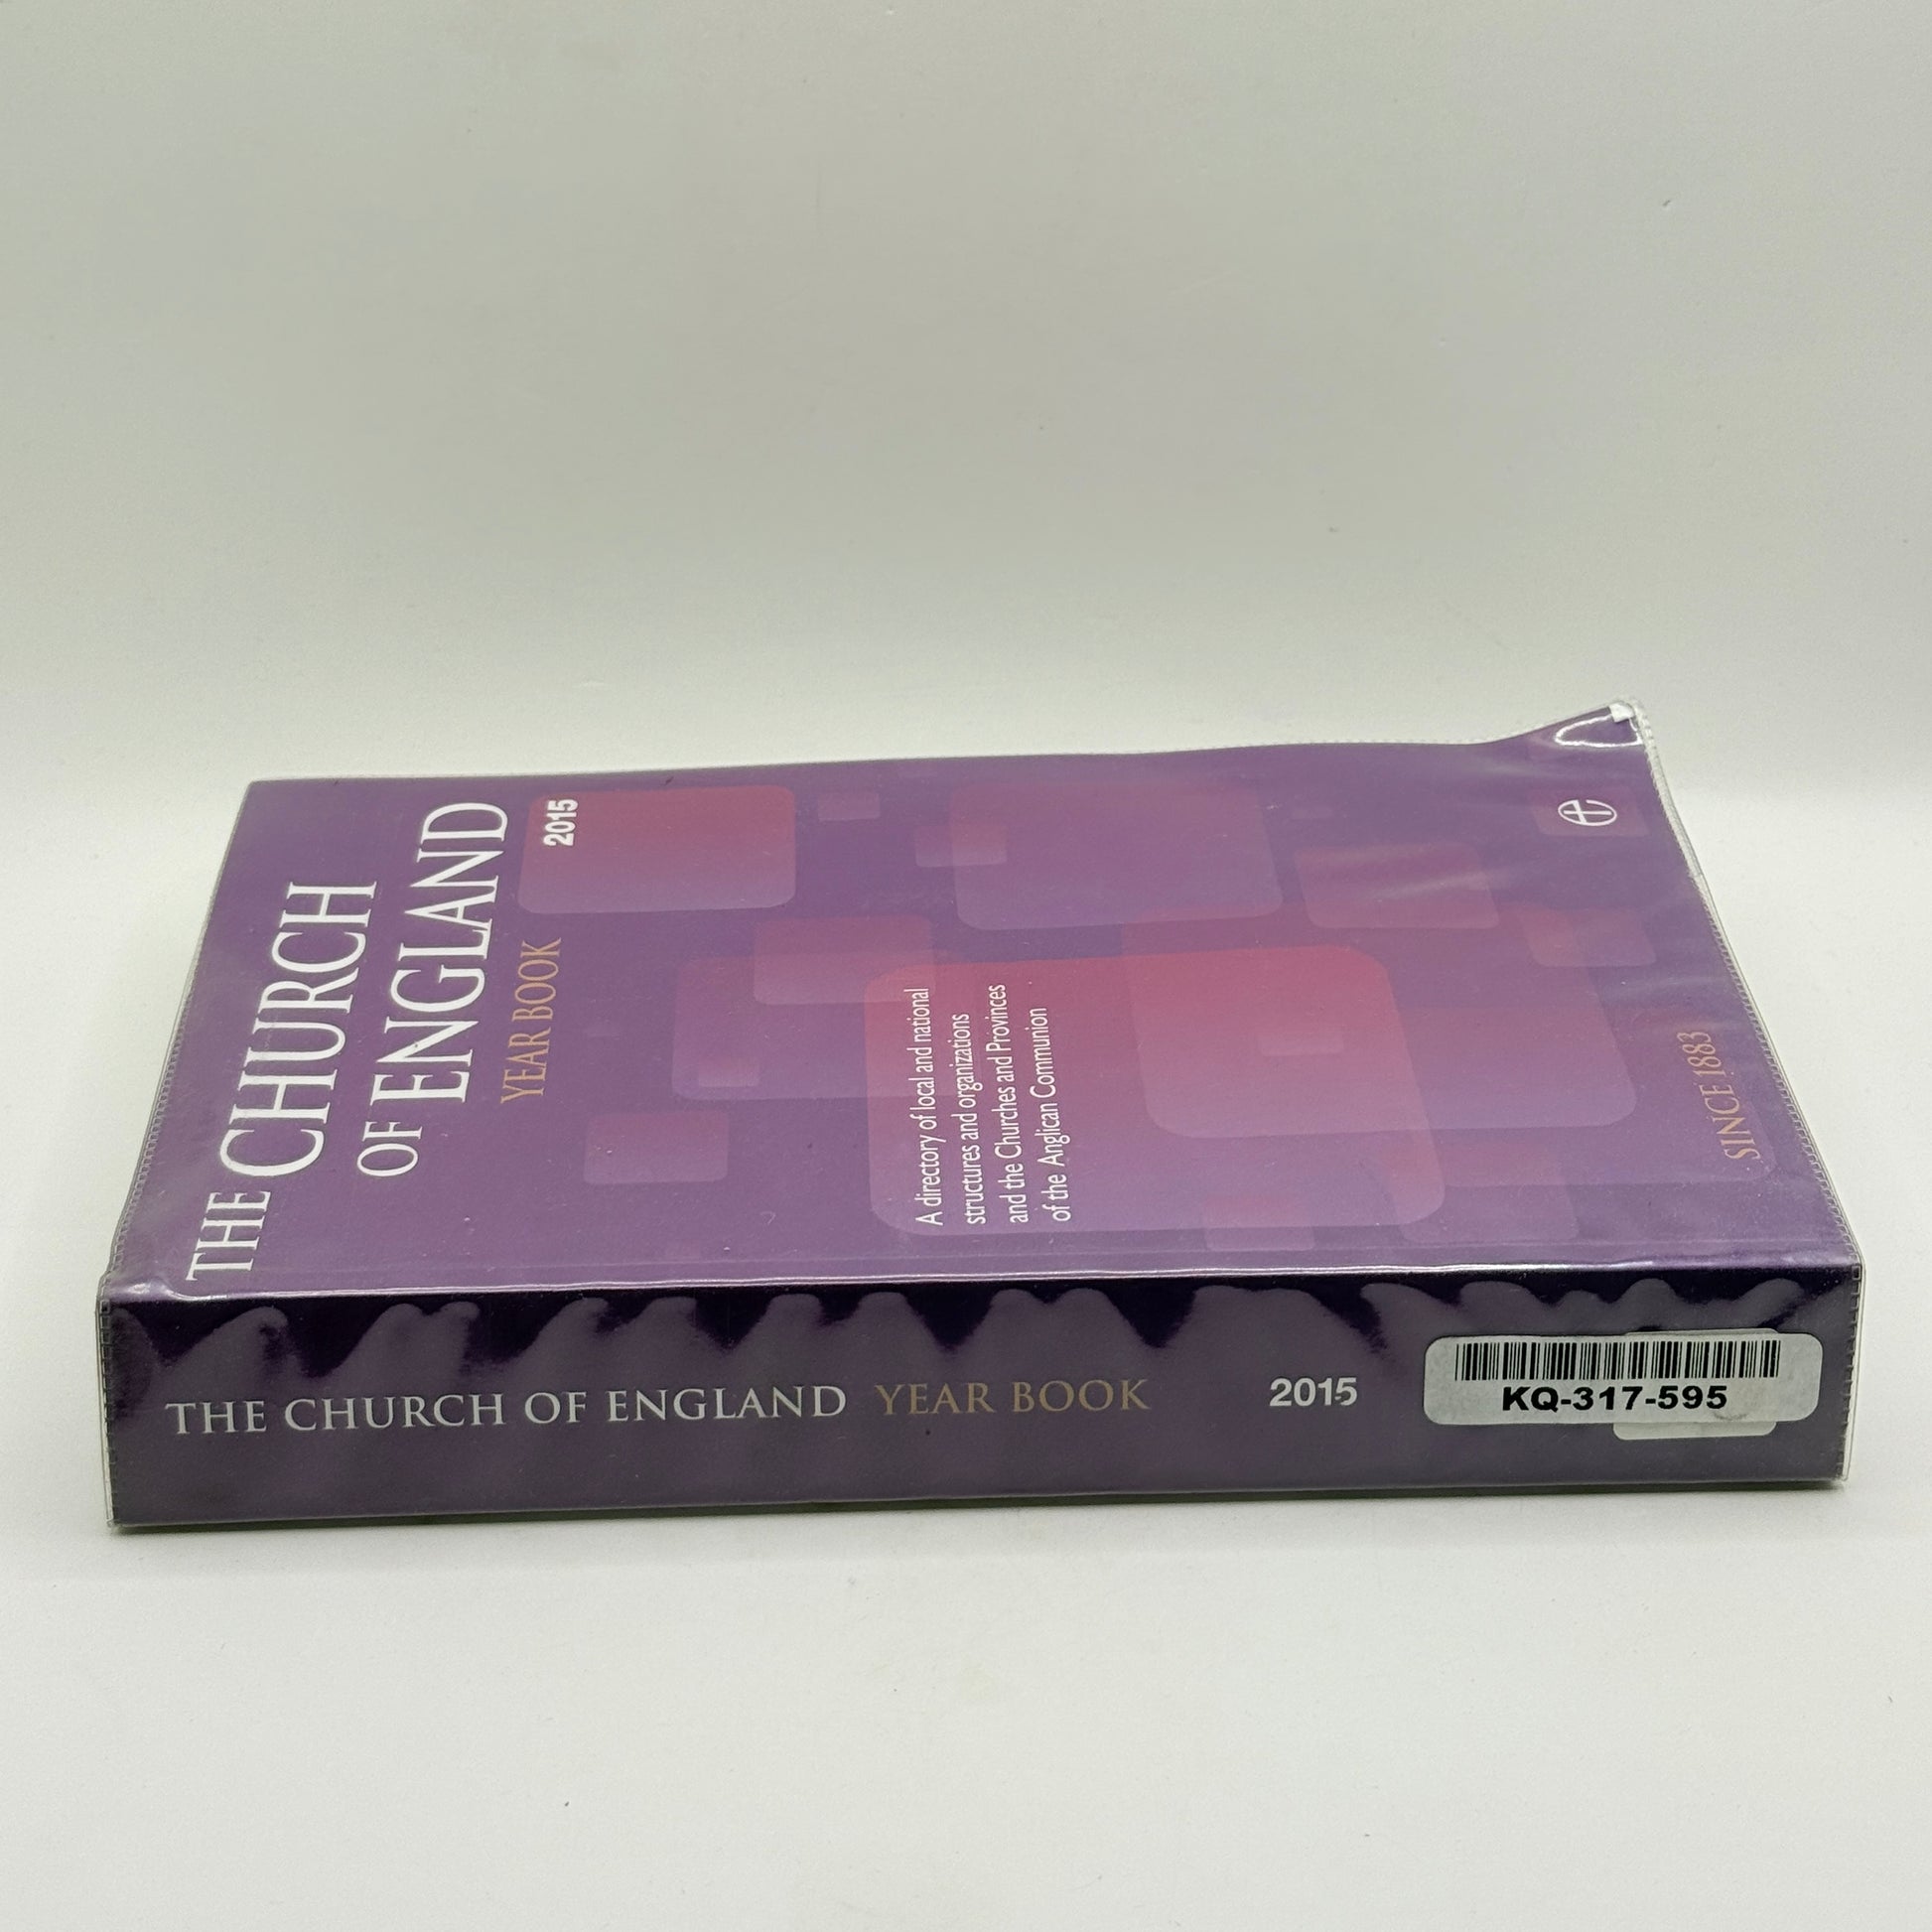 THE CHURCH
OF ENGLAND
YEAR BOOK
2015
A directory of local and national
structures and organizations
and the Churches and Provinces
of the Anglican Communion
SINCE 1883
THE CHURCH OF ENGLAND YEAR BOOK 2015
KQ-317-595